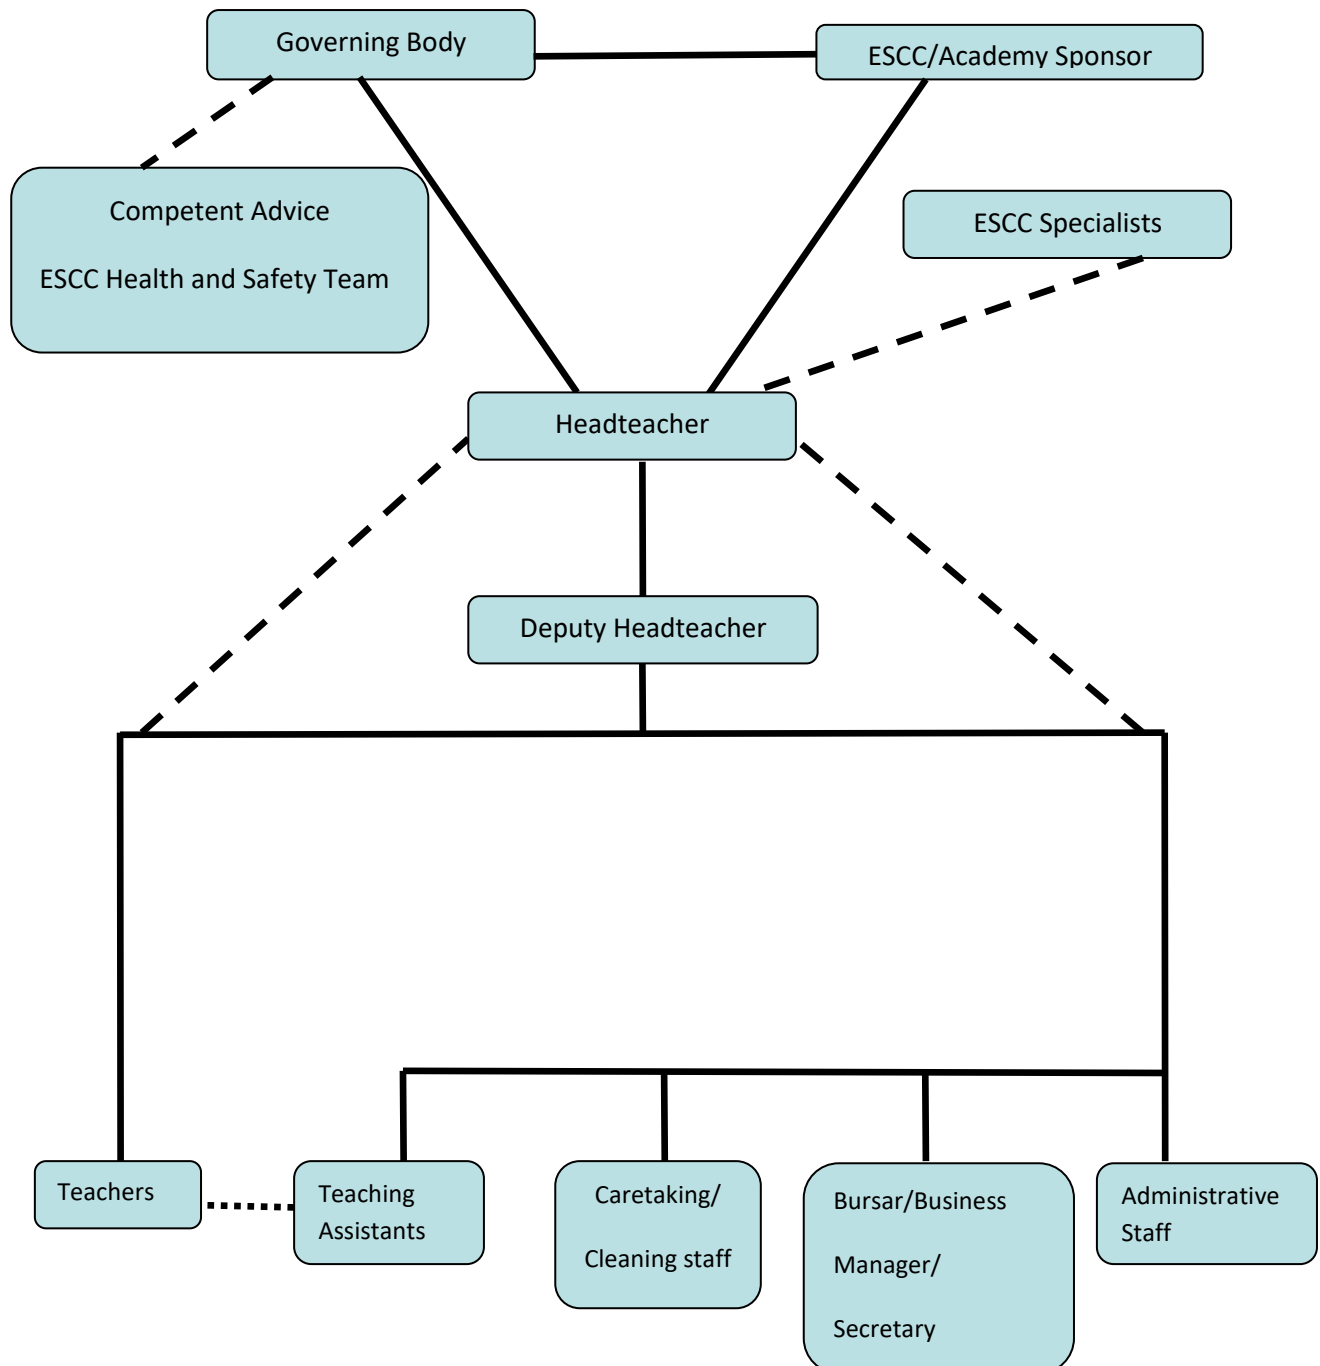 Governing Body
ESCC/Academy Sponsor
Competent Advice
ESCC Health and Safety Team
ESCC Specialists
Headteacher
Deputy Headteacher
Teachers
Teaching
Assistants
Caretaking/
Cleaning staff
Bursar/Business
Manager/
Secretary
Administrative
Staff